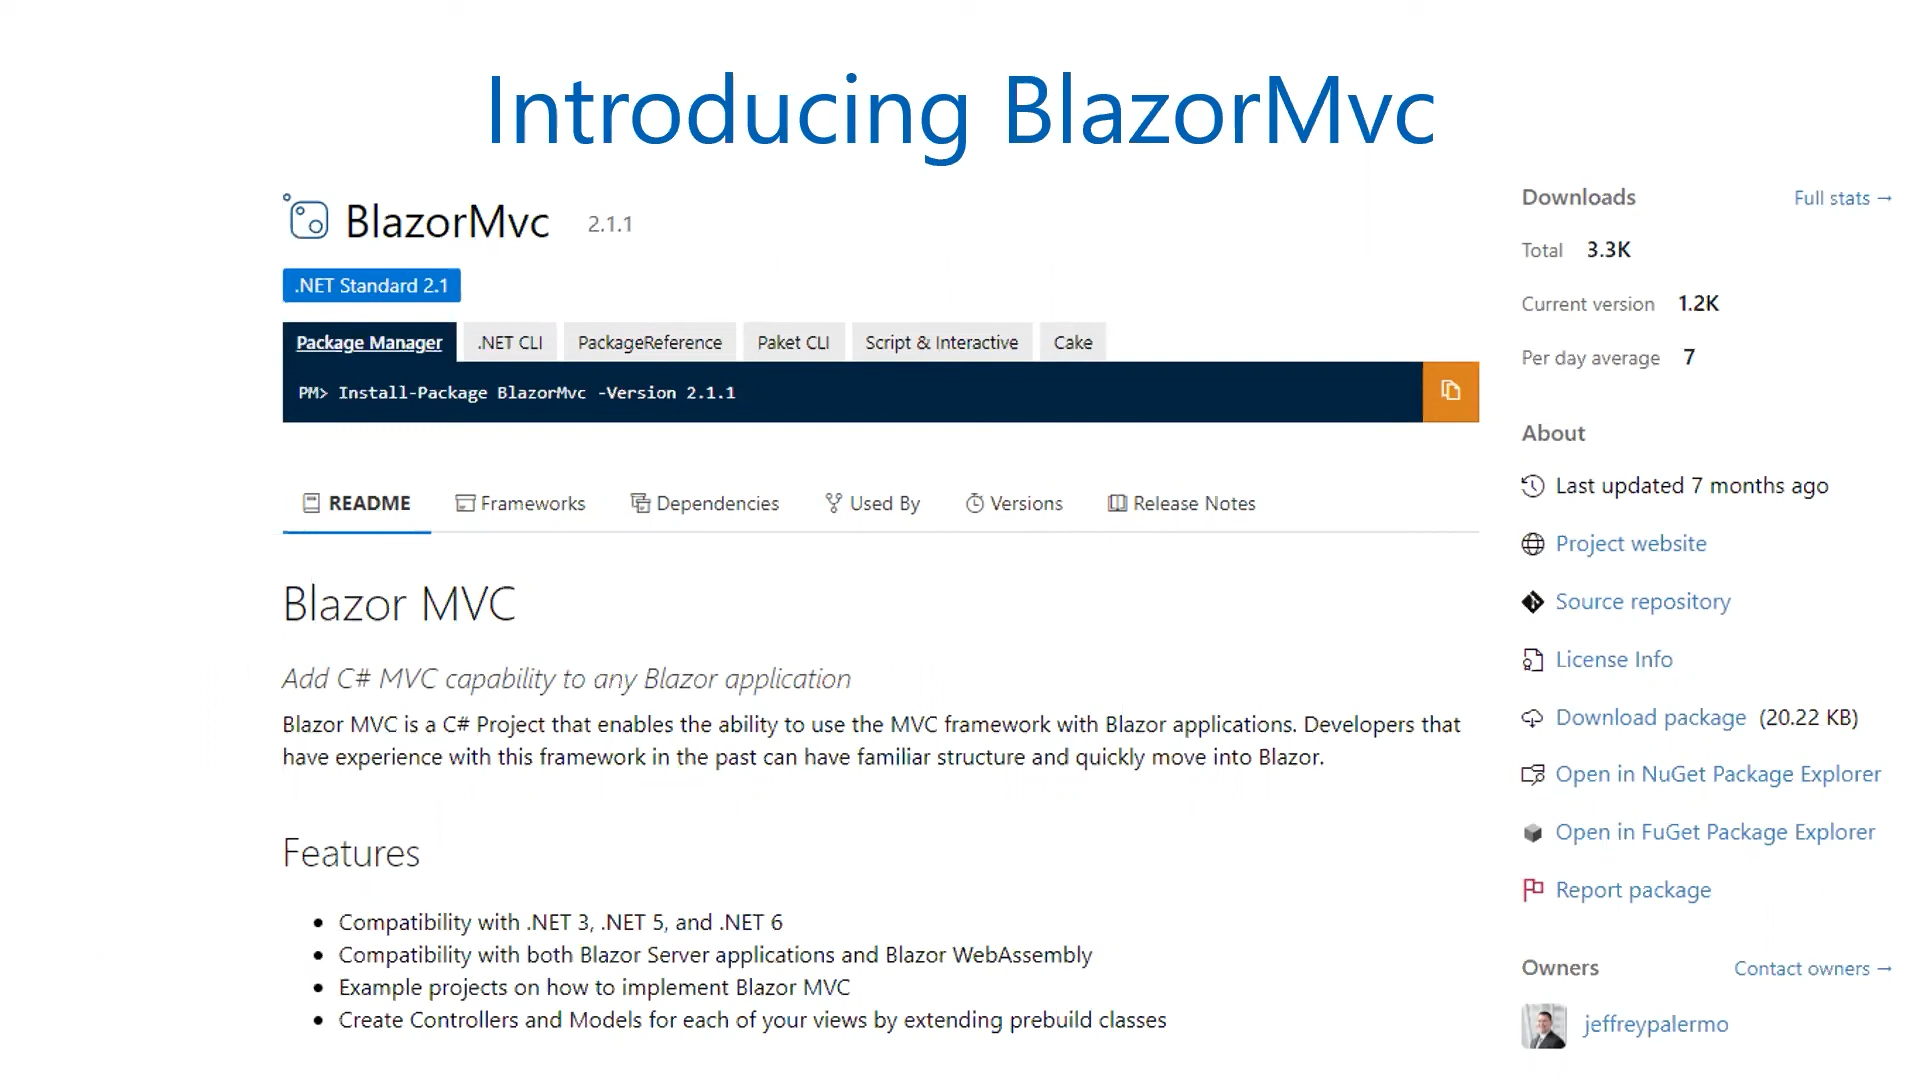 Introducing BlazorMvc
BlazorMvc 2.1.1
.NET Standard 2.1
Package Manager .NET CLI PackageReference Paket CLI Script & Interactive Cake
PM> Install-Package BlazorMvc -Version 2.1.1
README Frameworks Dependencies Used By Versions Release Notes
Blazor MVC
Add C# MVC capability to any Blazor application
Blazor MVC is a C# Project that enables the ability to use the MVC framework with Blazor applications. Developers that
have experience with this framework in the past can have familiar structure and quickly move into Blazor.
Features
• Compatibility with .NET 3, .NET 5, and .NET 6
• Compatibility with both Blazor Server applications and Blazor WebAssembly
• Example projects on how to implement Blazor MVC
• Create Controllers and Models for each of your views by extending prebuild classes
Downloads Full stats →
Total 3.3K
Current version 1.2K
Per day average 7
About
Last updated 7 months ago
Project website
Source repository
License Info
Download package (20.22 KB)
Open in NuGet Package Explorer
Open in FuGet Package Explorer
Report package
Owners Contact owners →
jeffreypalermo